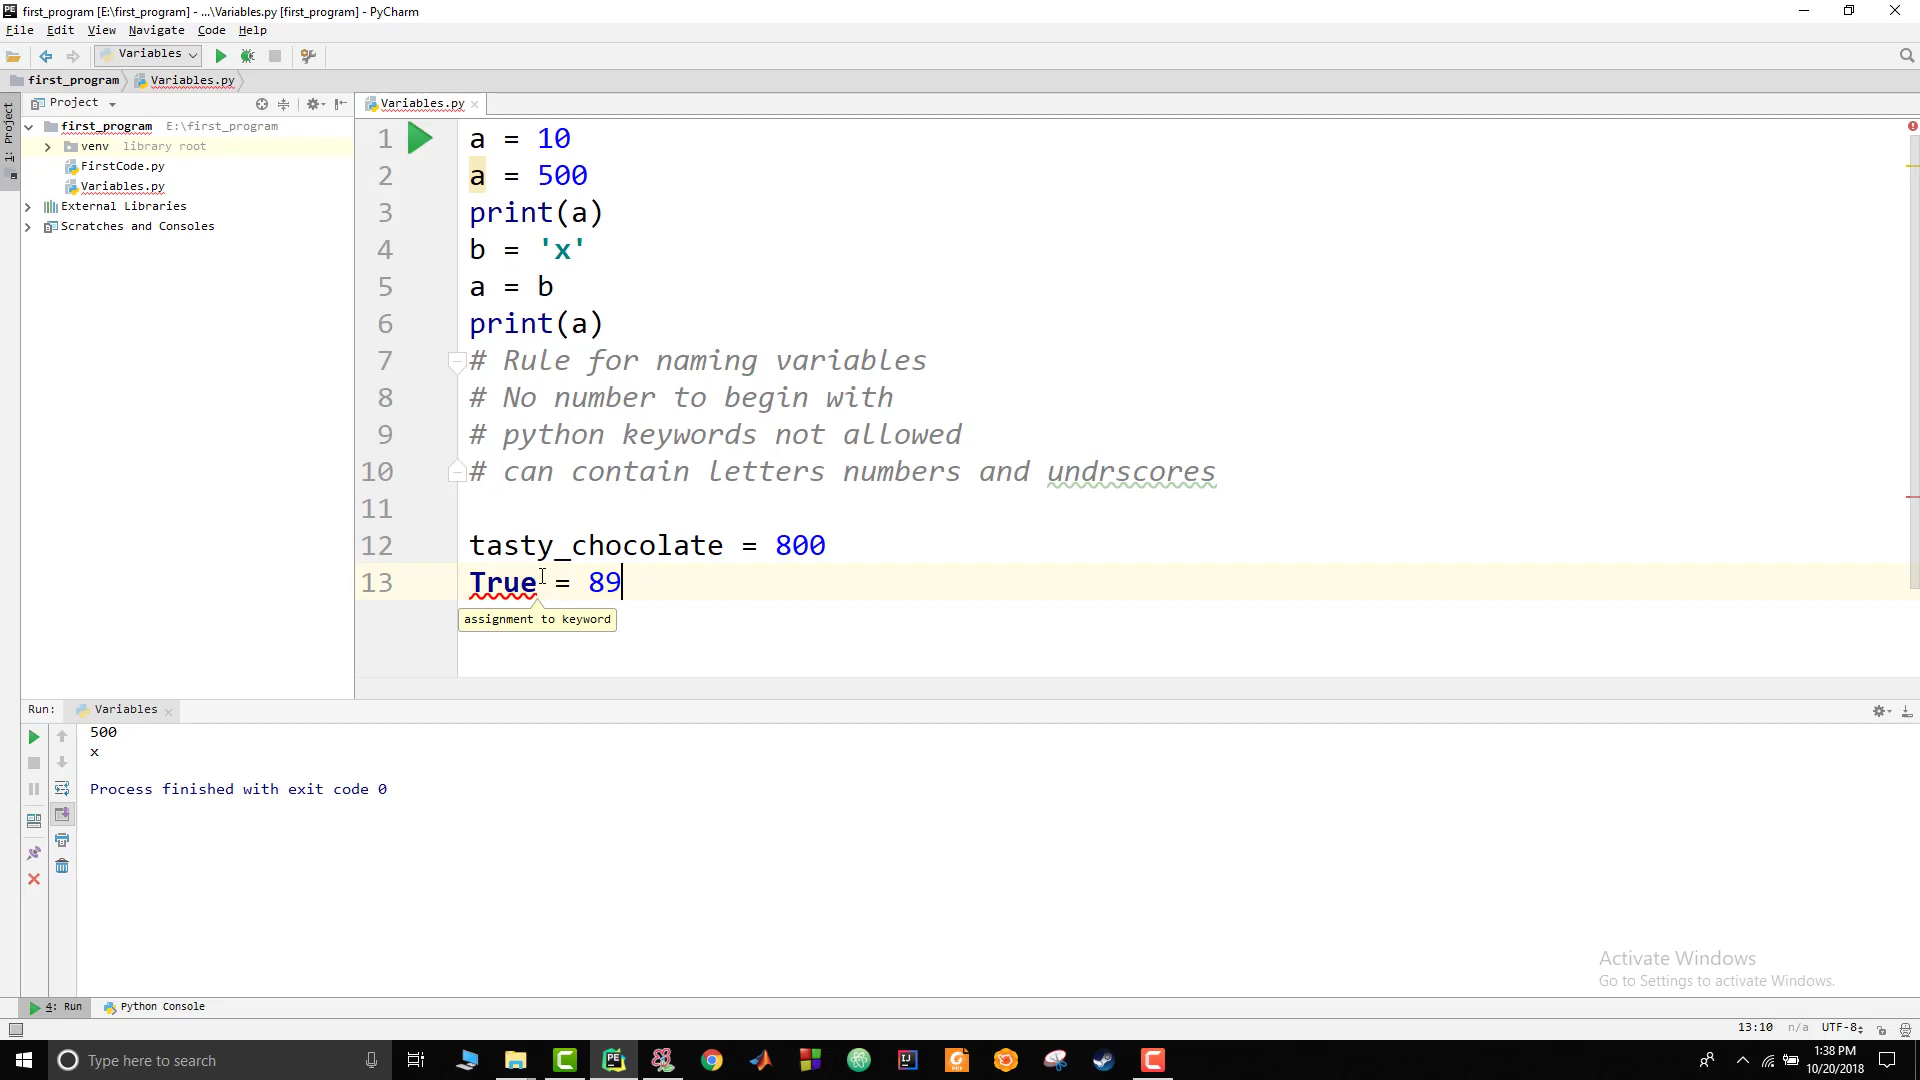 first_program [E:\first_program] - ...\Variables.py [first_program] - PyCharm
File Edit View Navigate Code Help
Variables
first_program Variables.py
1: Project
Project
Variables.py
first_program E:\first_program
venv library root
FirstCode.py
Variables.py
External Libraries
Scratches and Consoles
1 a = 10
2 a = 500
3 print(a)
4 b = 'x'
5 a = b
6 print(a)
7 # Rule for naming variables
8 # No number to begin with
9 # python keywords not allowed
10 # can contain letters numbers and undrscores
11
12 tasty_chocolate = 800
13 True = 89
assignment to keyword
Run: Variables
500
x
Process finished with exit code 0
Activate Windows
Go to Settings to activate Windows.
4: Run Python Console
13:10 n/a UTF-8
Type here to search
1:38 PM
10/20/2018